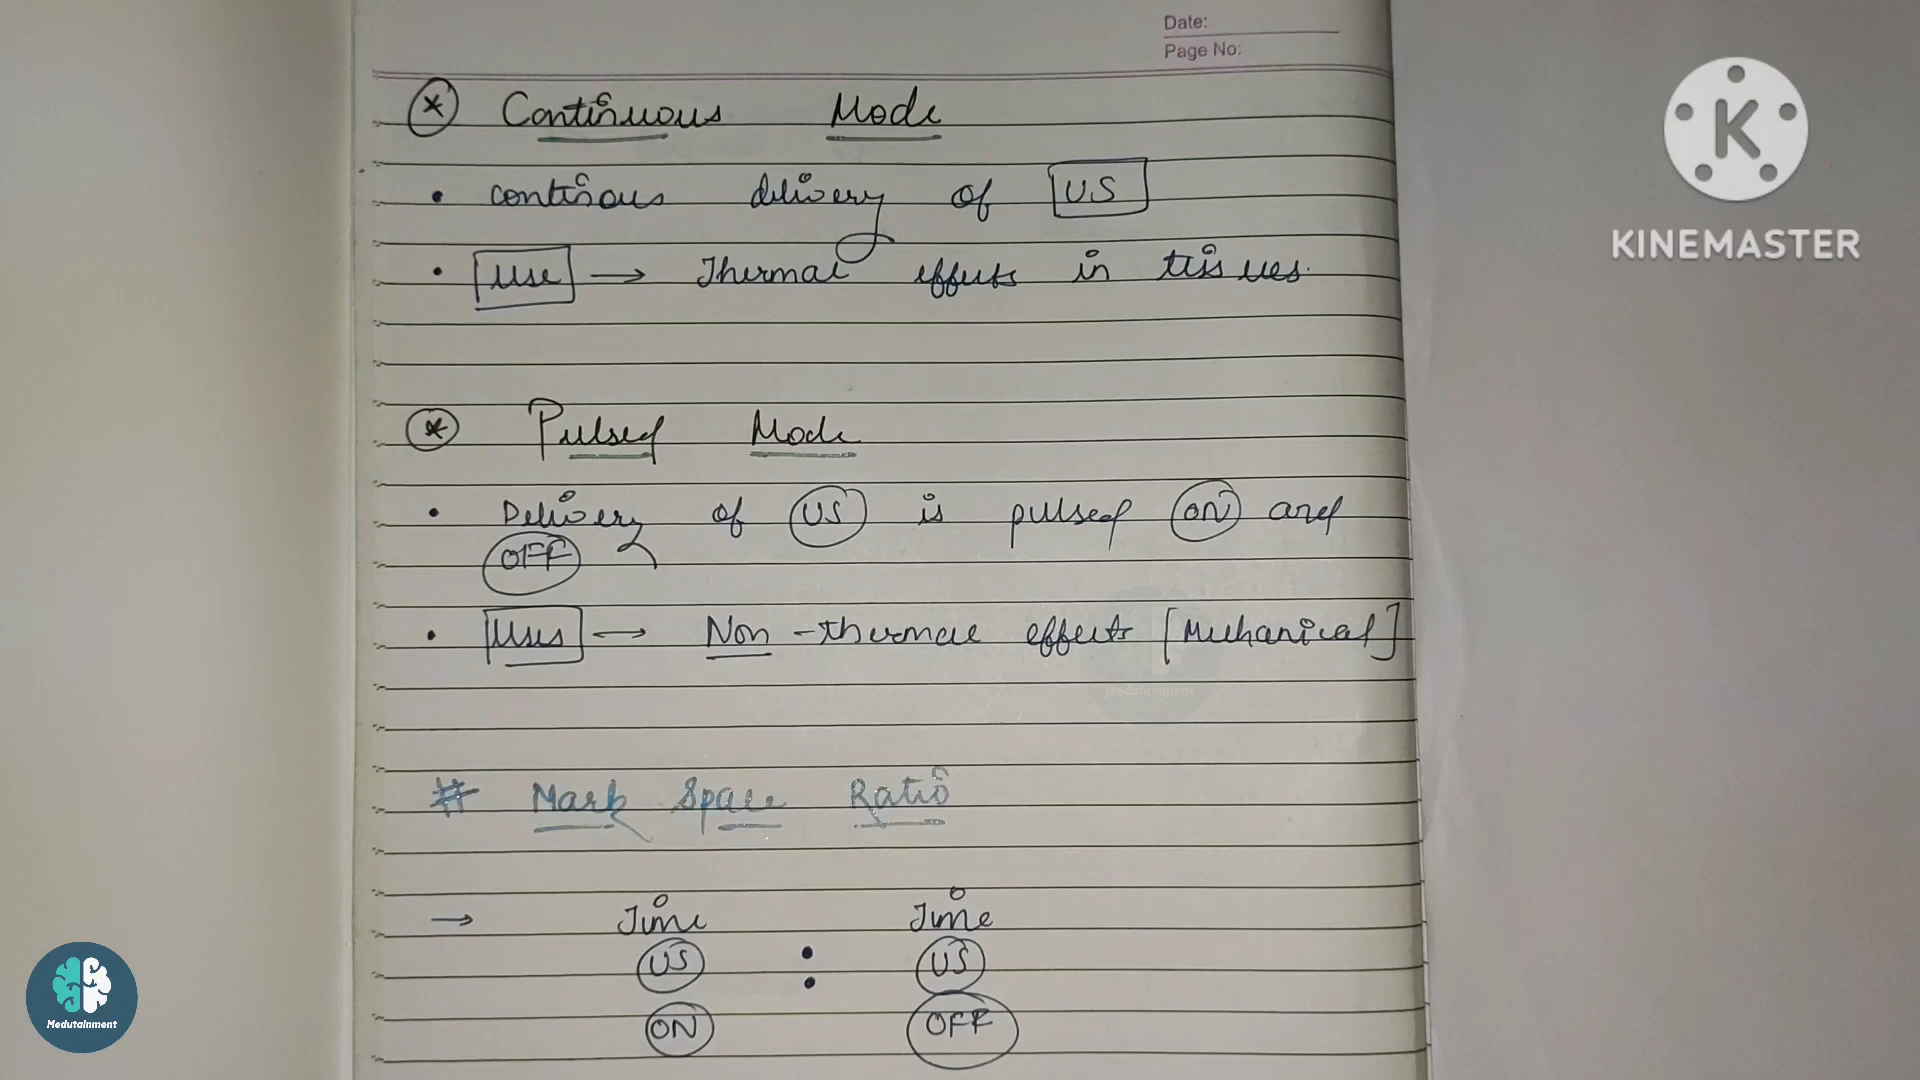 Date:
Page No:
* Continuous Mode
• continous delivery of US
• Use → Thermal effects in tissues.
* Pulsed Mode
• Delivery of US is pulsed ON and
OFF
• Uses → Non-thermal effects [Mechanical]
# Mark Space Ratio
→ Time : Time
US US
ON OFF
K
KINEMASTER
Medutainment
Medutainment